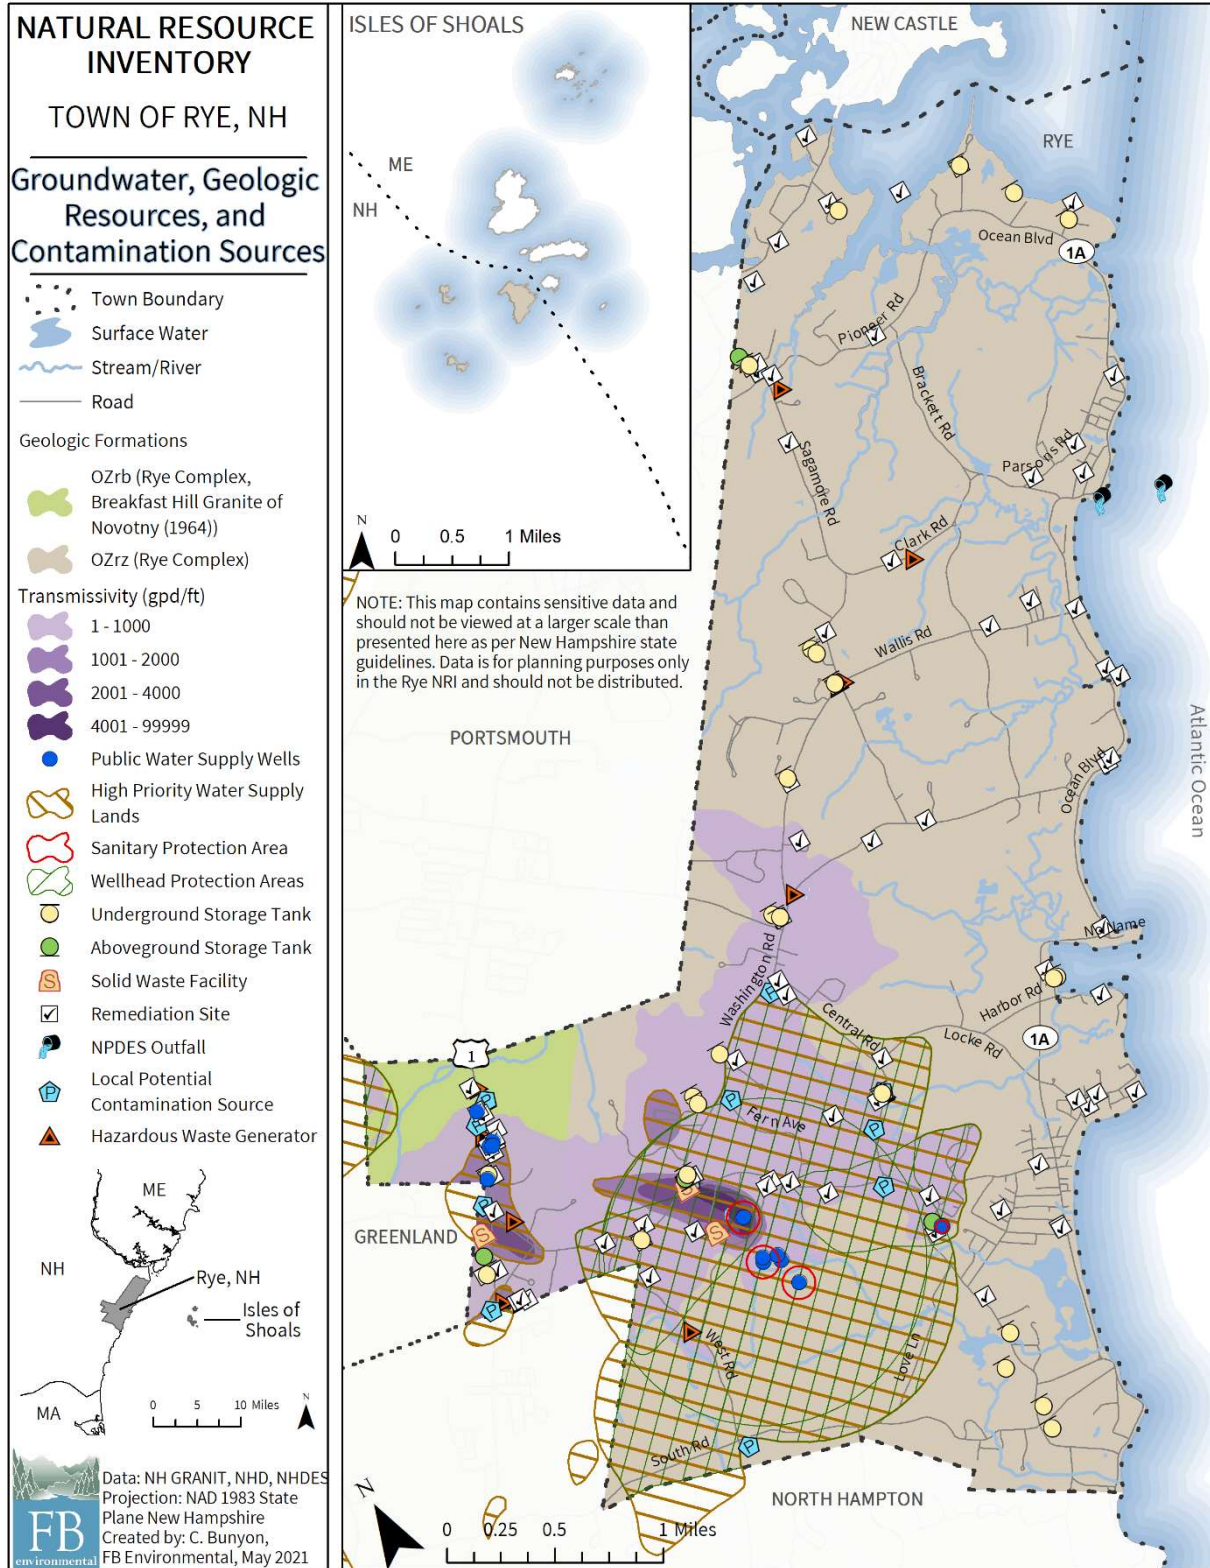 NATURAL RESOURCE
INVENTORY
TOWN OF RYE, NH
Groundwater, Geologic
Resources, and
Contamination Sources
Town Boundary
Surface Water
Stream/River
Road
Geologic Formations
OZrb (Rye Complex,
Breakfast Hill Granite of
Novotny (1964))
OZrz (Rye Complex)
Transmissivity (gpd/ft)
1 - 1000
1001 - 2000
2001 - 4000
4001 - 99999
Public Water Supply Wells
High Priority Water Supply
Lands
Sanitary Protection Area
Wellhead Protection Areas
Underground Storage Tank
Aboveground Storage Tank
S
Solid Waste Facility
Remediation Site
NPDES Outfall
P
Local Potential
Contamination Source
Hazardous Waste Generator
ME
NH
Rye, NH
Isles of
Shoals
MA
0 5 10 Miles
N
FB
environmental
Data: NH GRANIT, NHD, NHDES
Projection: NAD 1983 State
Plane New Hampshire
Created by: C. Bunyon,
FB Environmental, May 2021
ISLES OF SHOALS
ME
NH
N
0 0.5 1 Miles
NOTE: This map contains sensitive data and
should not be viewed at a larger scale than
presented here as per New Hampshire state
guidelines. Data is for planning purposes only
in the Rye NRI and should not be distributed.
NEW CASTLE
RYE
Ocean Blvd
1A
Pioneer Rd
Brackett Rd
Sagamore Rd
Parsons Rd
Clark Rd
Wallis Rd
PORTSMOUTH
Atlantic Ocean
Ocean Blvd
No Name
Washington Rd
P
Harbor Rd
Central Rd
Locke Rd
1A
1
P
P
P
Fern Ave
P
P
P
S
P
GREENLAND
S
S
P
West Rd
Love Ln
South Rd
P
NORTH HAMPTON
N
0 0.25 0.5 1 Miles